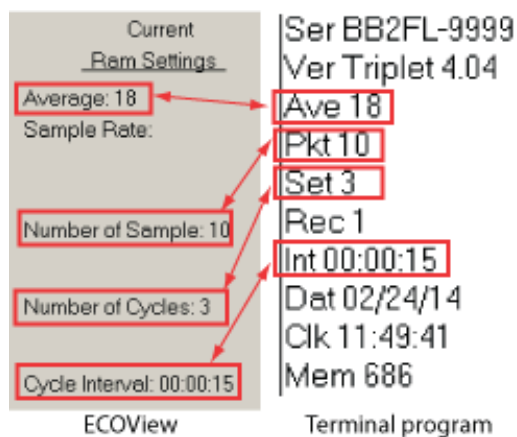 Current
Ram Settings
Average: 18
Sample Rate:
Number of Sample: 10
Number of Cycles: 3
Cycle Interval: 00:00:15
ECOView
Ser BB2FL-9999
Ver Triplet 4.04
Ave 18
Pkt 10
Set 3
Rec 1
Int 00:00:15
Dat 02/24/14
Clk 11:49:41
Mem 686
Terminal program